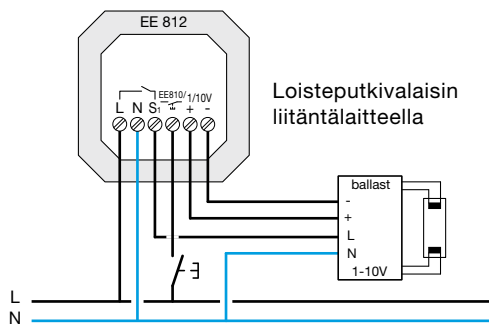 EE 812
EE810/ 1/10V
L N S1 + -
Loisteputkivalaisin
liitäntälaitteella
ballast
-
+
L
N
1-10V
L
N